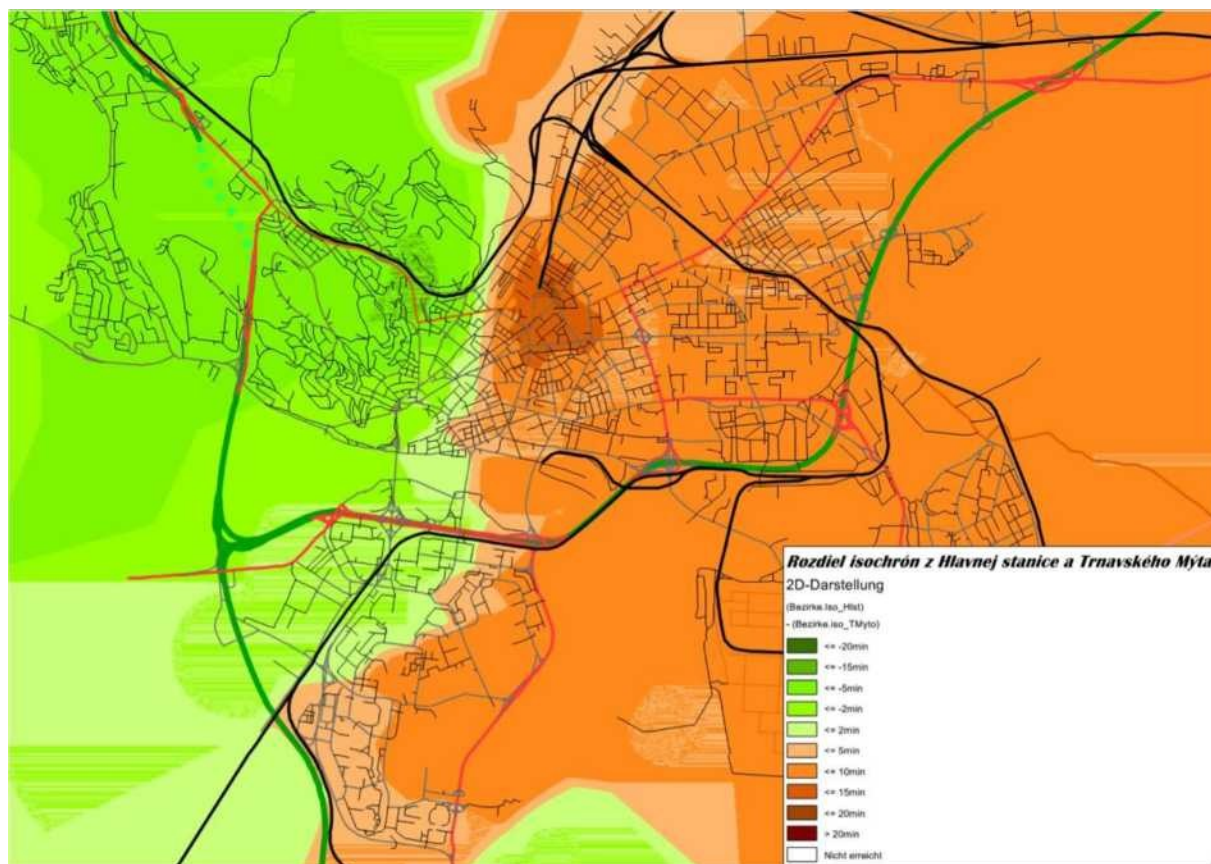 Rozdiel isochrón z Hlavnej stanice a Trnavského Mýta
2D-Darstellung
(Bezirke.Iso_Hlst)
- (Bezirke.iso_TMyto)
<= -20min
<= -15min
<= -5min
<= -2min
<= 2min
<= 5min
<= 10min
<= 15min
<= 20min
> 20min
Nicht erreicht